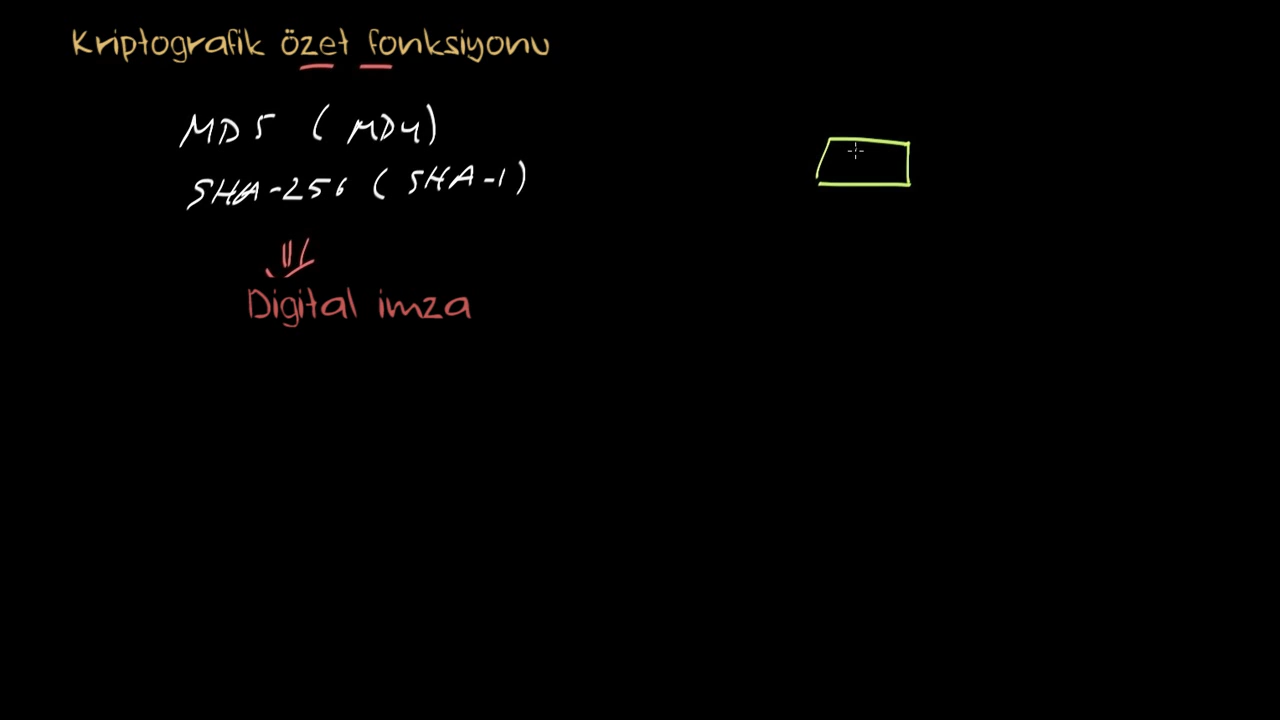 Kriptografik özet fonksiyonu
MD5 (MD4)
SHA-256 (SHA-1)
Digital imza